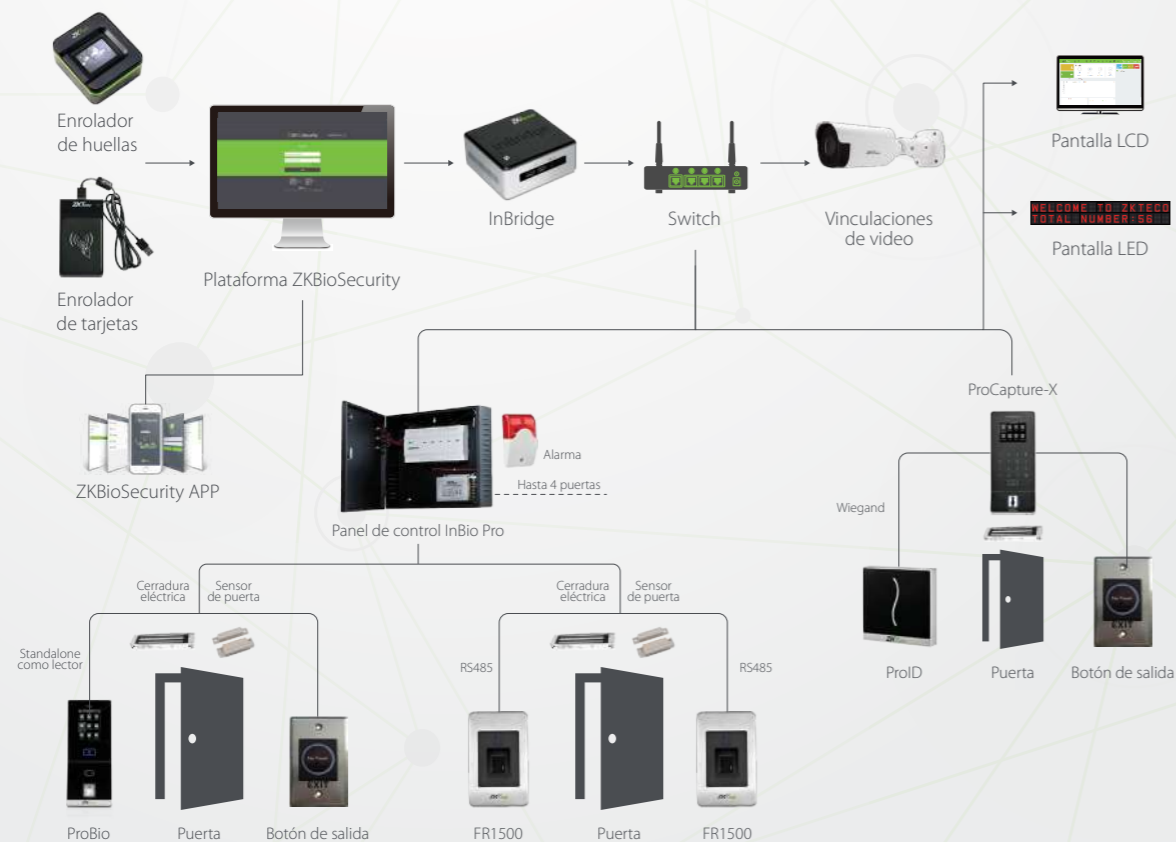 Enrolador
de huellas
Enrolador
de tarjetas
Plataforma ZKBioSecurity
InBridge
Switch
Vinculaciones
de video
Pantalla LCD
WELCOME TO ZKTECO
TOTAL NUMBER:56
Pantalla LED
ZKBioSecurity APP
Alarma
Hasta 4 puertas
Panel de control InBio Pro
ProCapture-X
Wiegand
ProID
Puerta
EXIT
Botón de salida
Cerradura
eléctrica
Sensor
de puerta
Standalone
como lector
ProBio
Puerta
EXIT
Botón de salida
Cerradura
eléctrica
Sensor
de puerta
RS485
RS485
FR1500
Puerta
FR1500